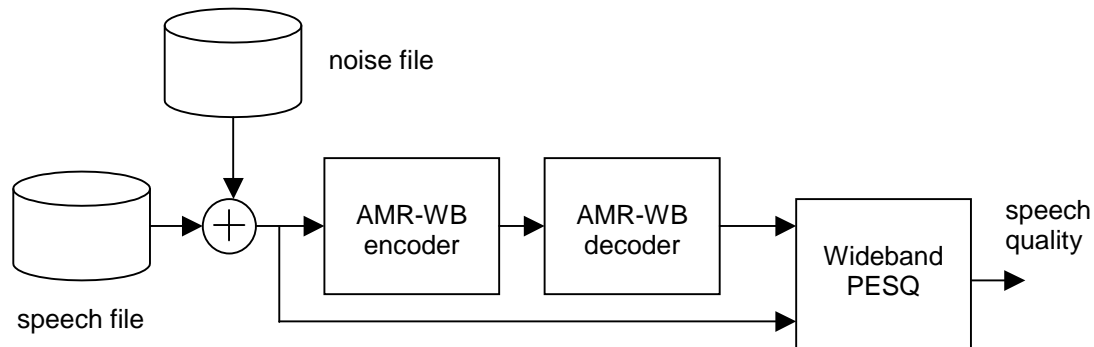 noise file
speech file
AMR-WB
encoder
AMR-WB
decoder
Wideband
PESQ
speech
quality